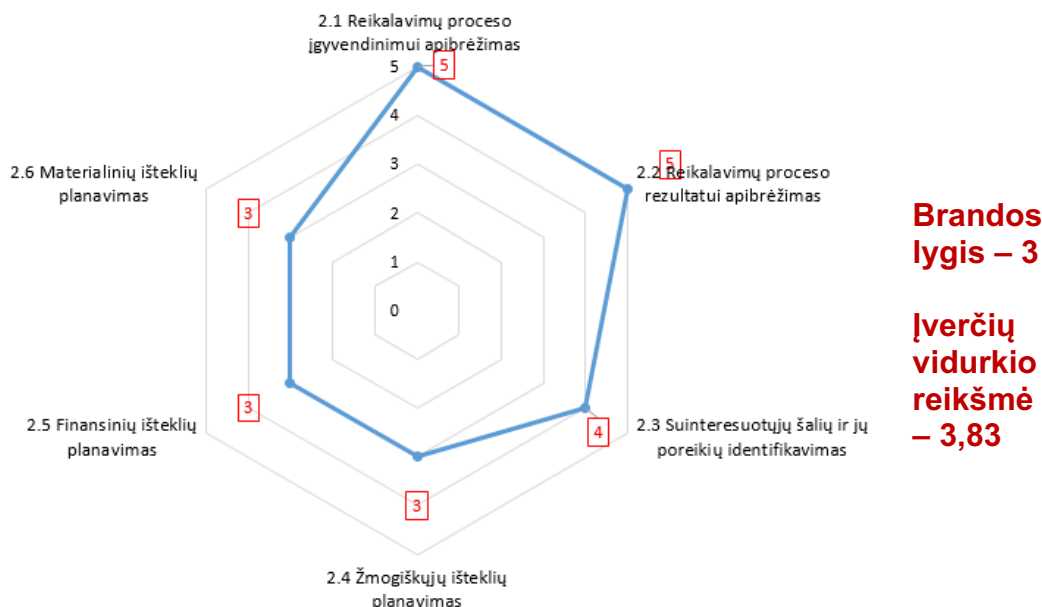 2.1 Reikalavimų proceso
įgyvendinimui apibrėžimas
5
5
4
3
2
1
0
5
2.2 Reikalavimų proceso
rezultatui apibrėžimas
4
2.3 Suinteresuotųjų šalių ir jų
poreikių identifikavimas
3
2.4 Žmogiškųjų išteklių
planavimas
3
2.5 Finansinių išteklių
planavimas
3
2.6 Materialinių išteklių
planavimas
Brandos
lygis – 3
Įverčių
vidurkio
reikšmė
– 3,83